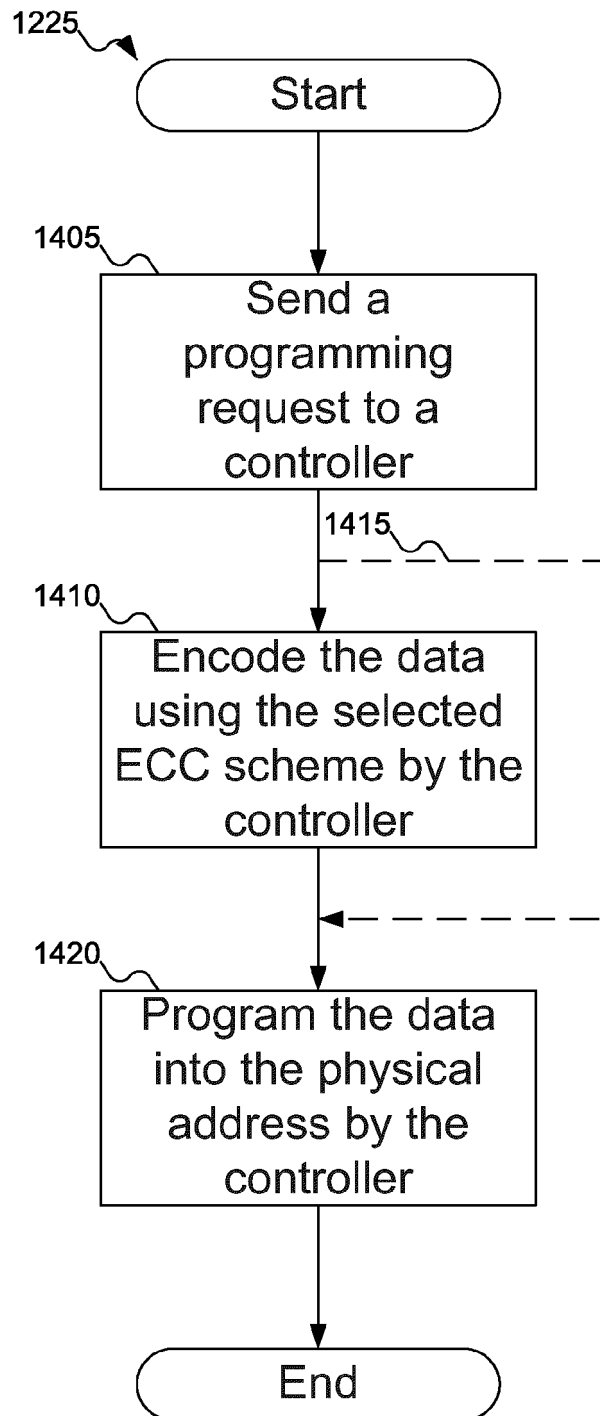 1225
Start
1405
Send a
programming
request to a
controller
1415
1410
Encode the data
using the selected
ECC scheme by the
controller
1420
Program the data
into the physical
address by the
controller
End